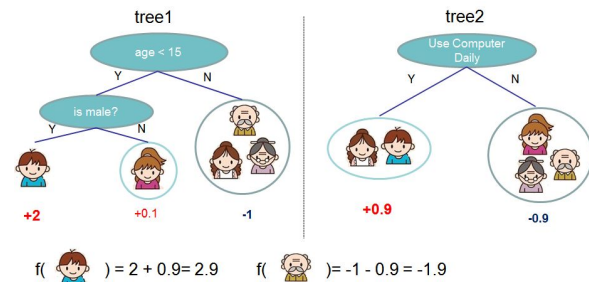 tree1
tree2
age < 15
Use Computer
Daily
Y
N
Y
N
is male?
Y
N
+2
+0.1
-1
+0.9
-0.9
f( ) = 2 + 0.9= 2.9
f( )= -1 - 0.9= -1.9